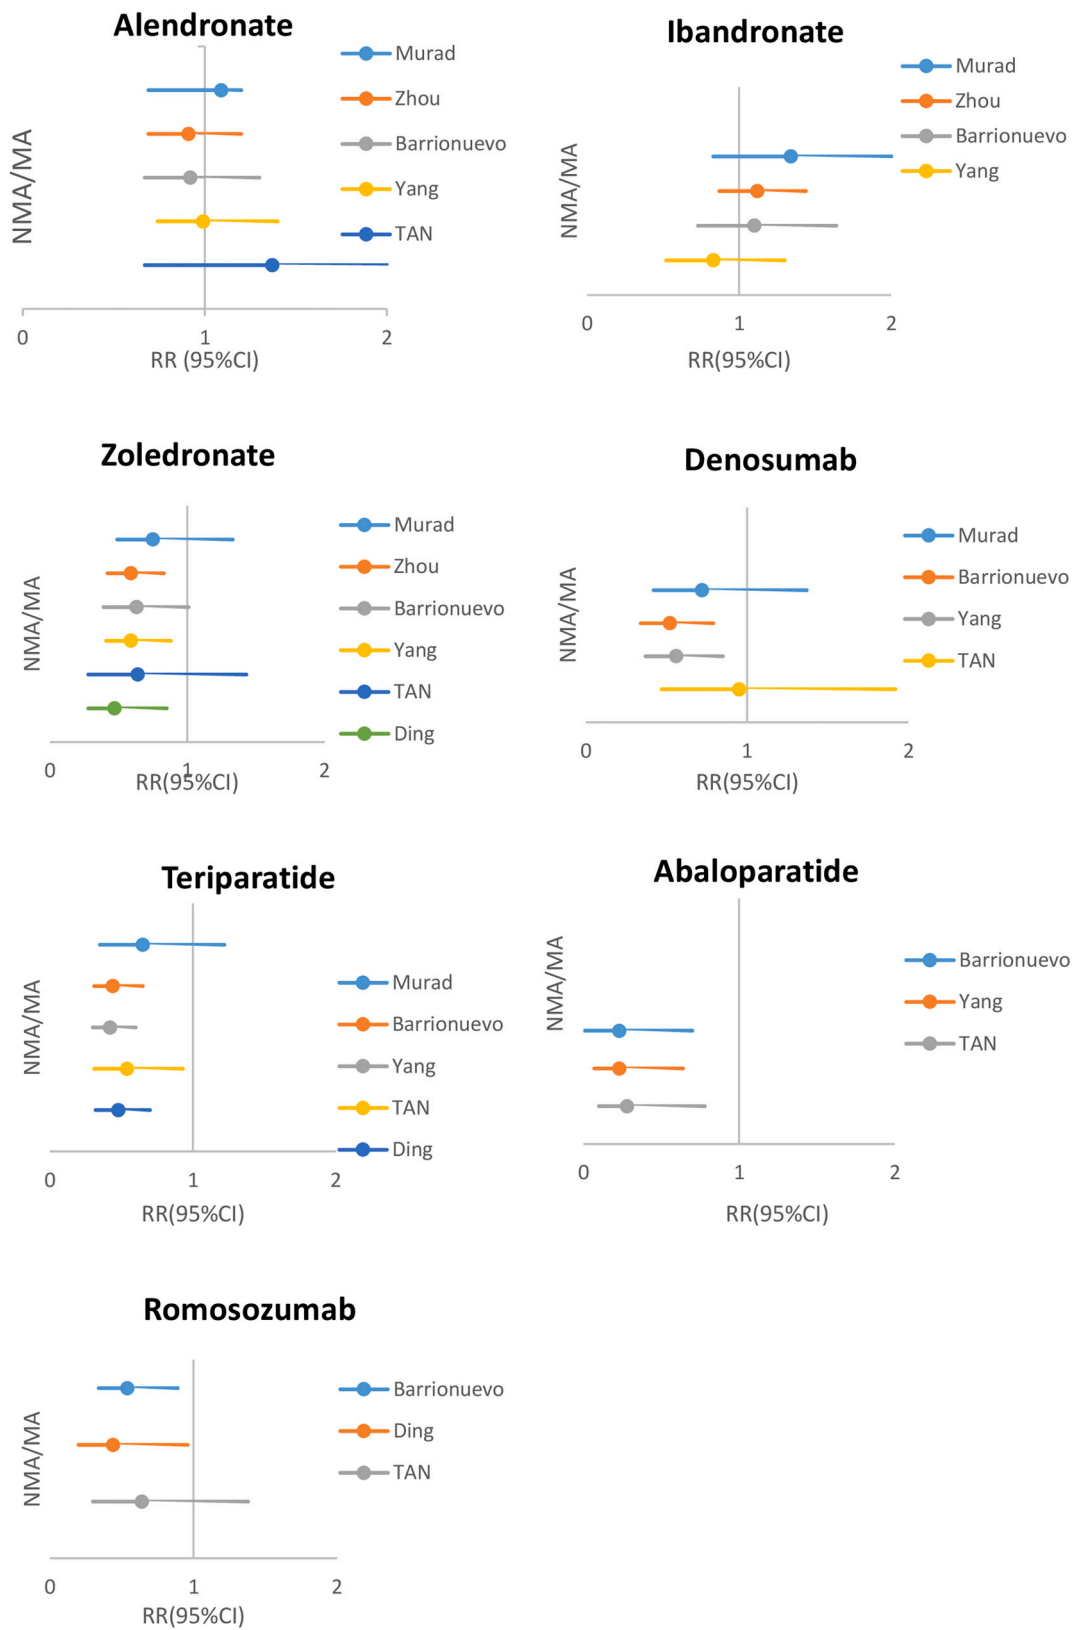 Alendronate
Murad
Zhou
Barrionuevo
Yang
TAN
NMA/MA
0 1 2
RR (95%CI)
Ibandronate
Murad
Zhou
Barrionuevo
Yang
NMA/MA
0 1 2
RR(95%CI)
Zoledronate
Murad
Zhou
Barrionuevo
Yang
TAN
Ding
NMA/MA
0 1 2
RR(95%CI)
Denosumab
Murad
Barrionuevo
Yang
TAN
NMA/MA
0 1 2
RR(95%CI)
Teriparatide
Murad
Barrionuevo
Yang
TAN
Ding
NMA/MA
0 1 2
RR(95%CI)
Abaloparatide
Barrionuevo
Yang
TAN
NMA/MA
0 1 2
RR(95%CI)
Romosozumab
Barrionuevo
Ding
TAN
NMA/MA
0 1 2
RR(95%CI)